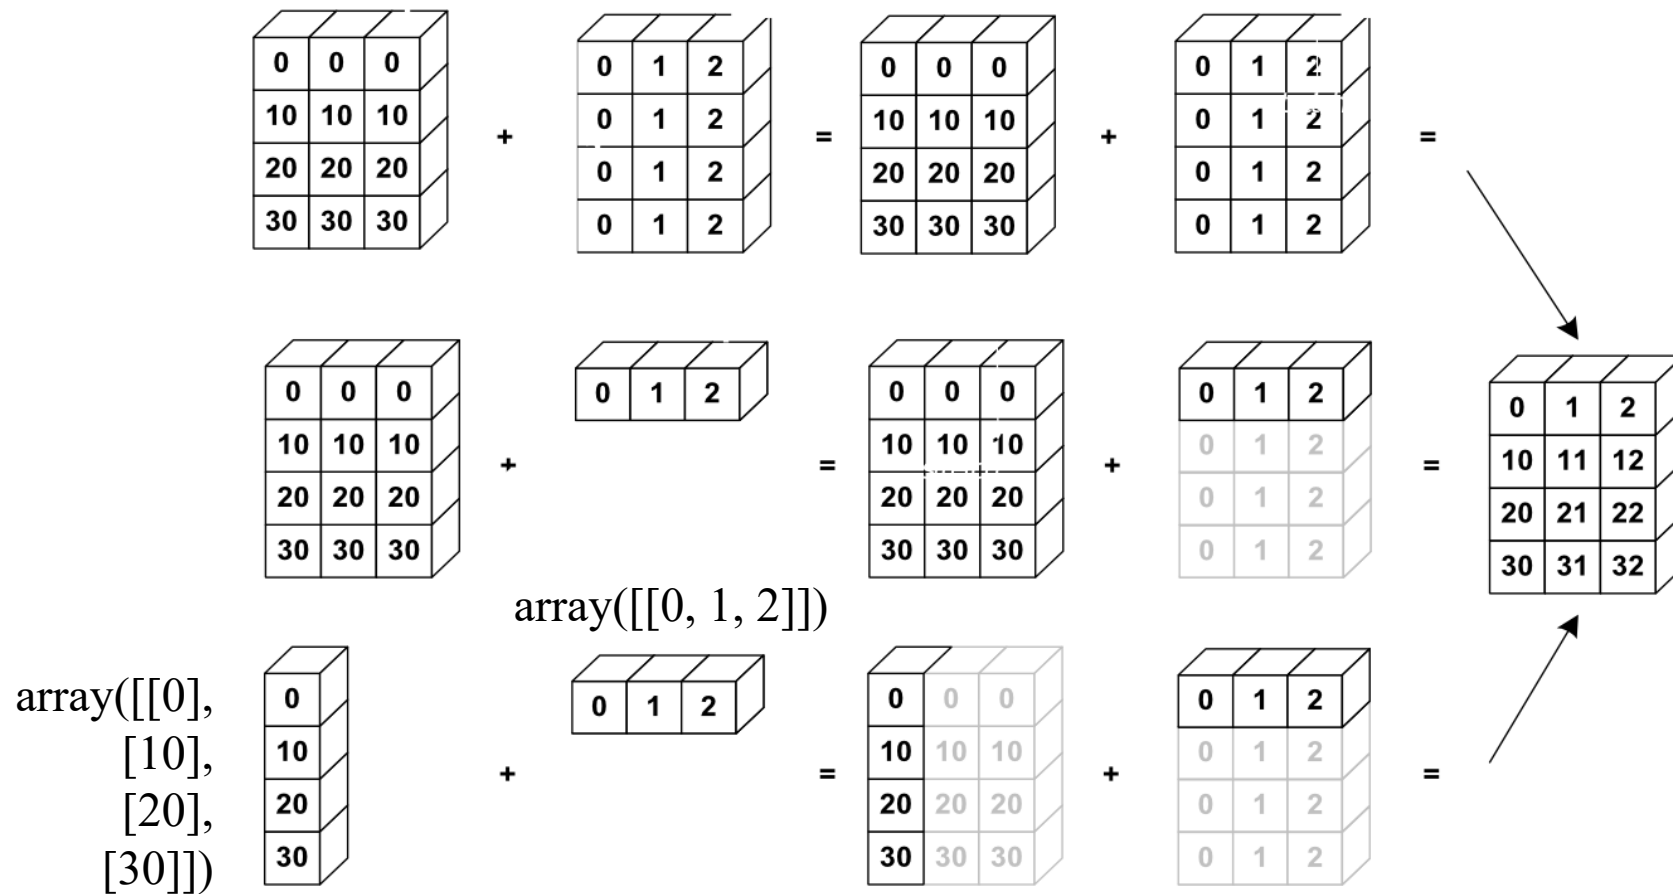 0 0 0 0 1 2 0 0 0 0 1 2
10 10 10 0 1 2 10 10 10 0 1 2
+ = + =
20 20 20 0 1 2 20 20 20 0 1 2
30 30 30 0 1 2 30 30 30 0 1 2
0 0 0 0 1 2 0 0 0 0 1 2
10 10 10 10 10 10 0 1 2
+ = + =
20 20 20 20 20 20 0 1 2
30 30 30 30 30 30 0 1 2
0 1 2
10 11 12
20 21 22
30 31 32
array([[0, 1, 2]])
array([[0], 0 0 1 2 0 0 0 0 1 2
[10], 10 10 10 10 0 1 2
+ = + =
[20], 20 20 20 20 0 1 2
[30]]) 30 30 30 30 0 1 2